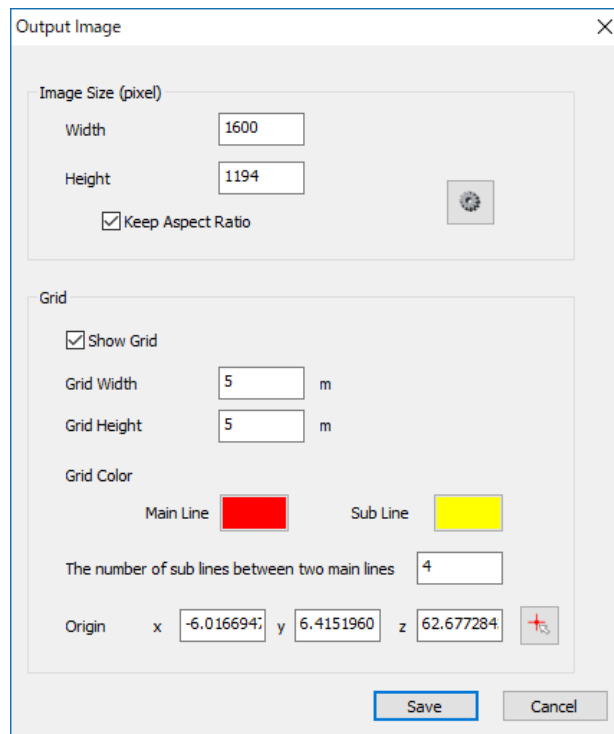 Output Image
Image Size (pixel)
Width 1600
Height 1194
Keep Aspect Ratio
Grid
Show Grid
Grid Width 5 m
Grid Height 5 m
Grid Color
Main Line Sub Line
The number of sub lines between two main lines 4
Origin x -6.0166947 y 6.4151960 z 62.677284
Save Cancel